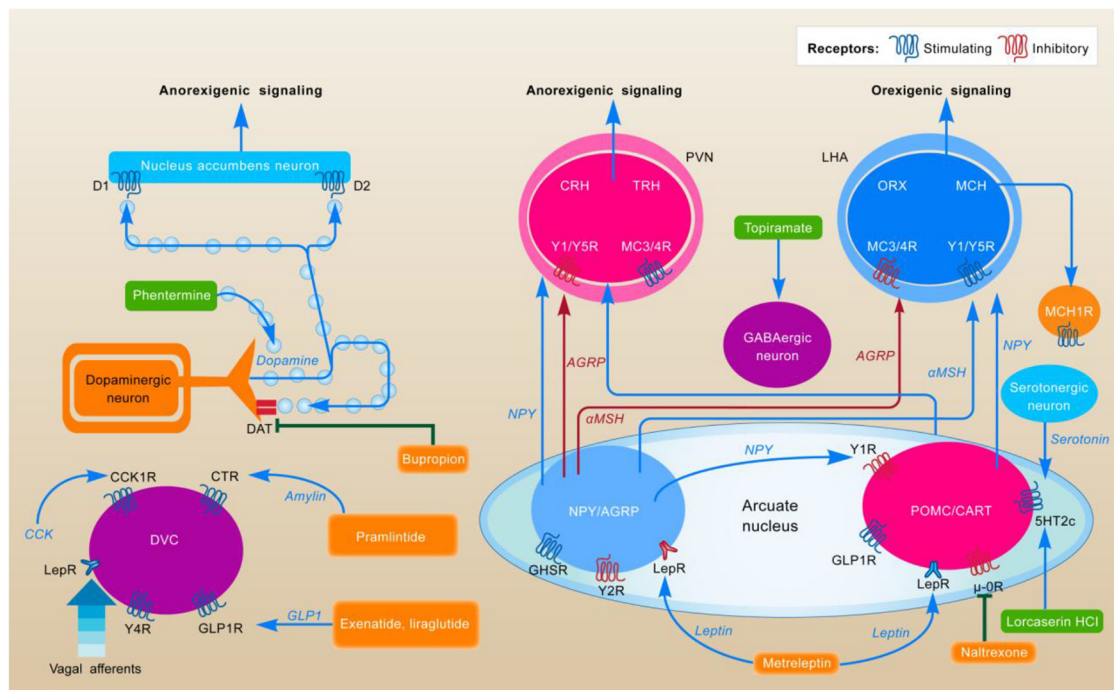 Receptors: Stimulating Inhibitory
Anorexigenic signaling
Nucleus accumbens neuron
D1
D2
Phentermine
Dopamine
Dopaminergic
neuron
DAT
Bupropion
CCK1R
CTR
Amylin
CCK
DVC
Pramlintide
LepR
Y4R
GLP1R
GLP1
Exenatide, liraglutide
Vagal afferents
Anorexigenic signaling
PVN
CRH
TRH
Y1/Y5R
MC3/4R
Orexigenic signaling
LHA
ORX
MCH
MC3/4R
Y1/Y5R
Topiramate
GABAergic
neuron
MCH1R
AGRP
NPY
αMSH
AGRP
αMSH
NPY
Serotonergic
neuron
Serotonin
NPY
Y1R
NPY/AGRP
Arcuate
nucleus
POMC/CART
5HT2c
GHSR
Y2R
LepR
GLP1R
LepR
μ-0R
Leptin
Leptin
Metreleptin
Naltrexone
Lorcaserin HCl